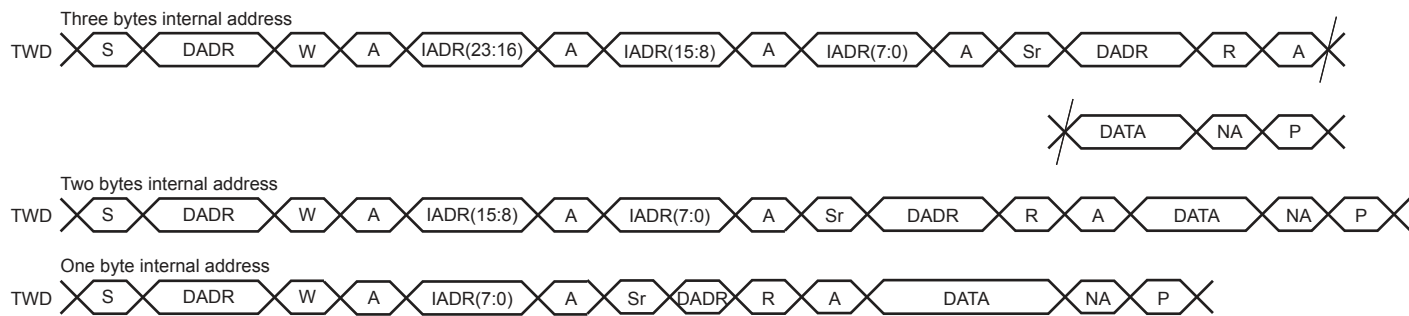 Three bytes internal address
TWD S DADR W A IADR(23:16) A IADR(15:8) A IADR(7:0) A Sr DADR R A
DATA NA P
Two bytes internal address
TWD S DADR W A IADR(15:8) A IADR(7:0) A Sr DADR R A DATA NA P
One byte internal address
TWD S DADR W A IADR(7:0) A Sr DADR R A DATA NA P